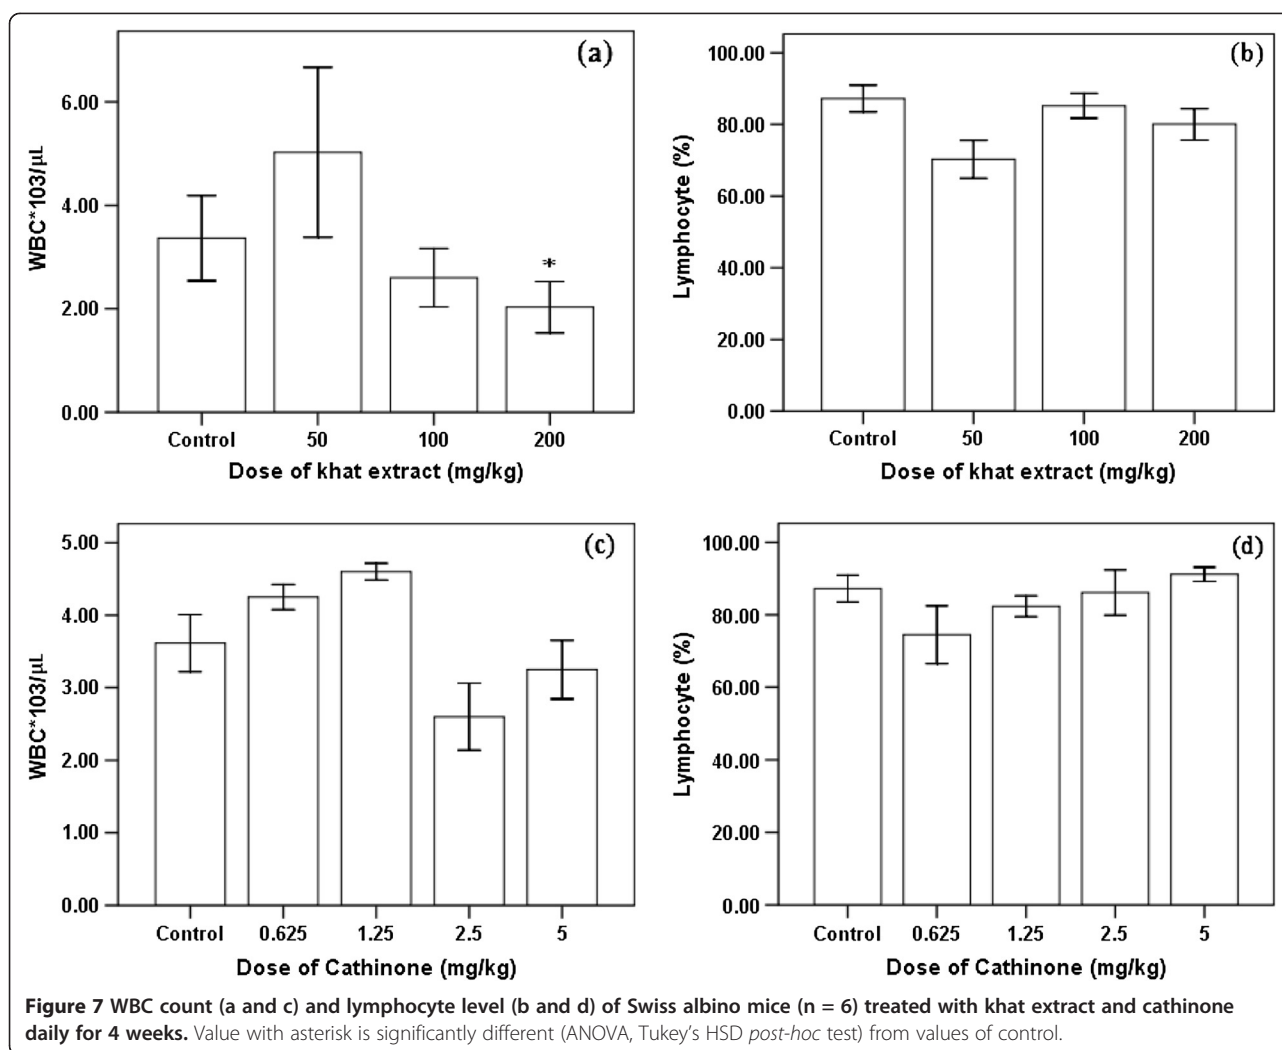 (a)
6.00
4.00
2.00
0.00
WBC*103/µL
*
Control 50 100 200
Dose of khat extract (mg/kg)
(b)
100.00
80.00
60.00
40.00
20.00
0.00
Lymphocyte (%)
Control 50 100 200
Dose of khat extract (mg/kg)
(c)
5.00
4.00
3.00
2.00
1.00
0.00
WBC*103/µL
Control 0.625 1.25 2.5 5
Dose of Cathinone (mg/kg)
(d)
100.00
80.00
60.00
40.00
20.00
0.00
Lymphocyte (%)
Control 0.625 1.25 2.5 5
Dose of Cathinone (mg/kg)
Figure 7 WBC count (a and c) and lymphocyte level (b and d) of Swiss albino mice (n = 6) treated with khat extract and cathinone
daily for 4 weeks. Value with asterisk is significantly different (ANOVA, Tukey's HSD post-hoc test) from values of control.